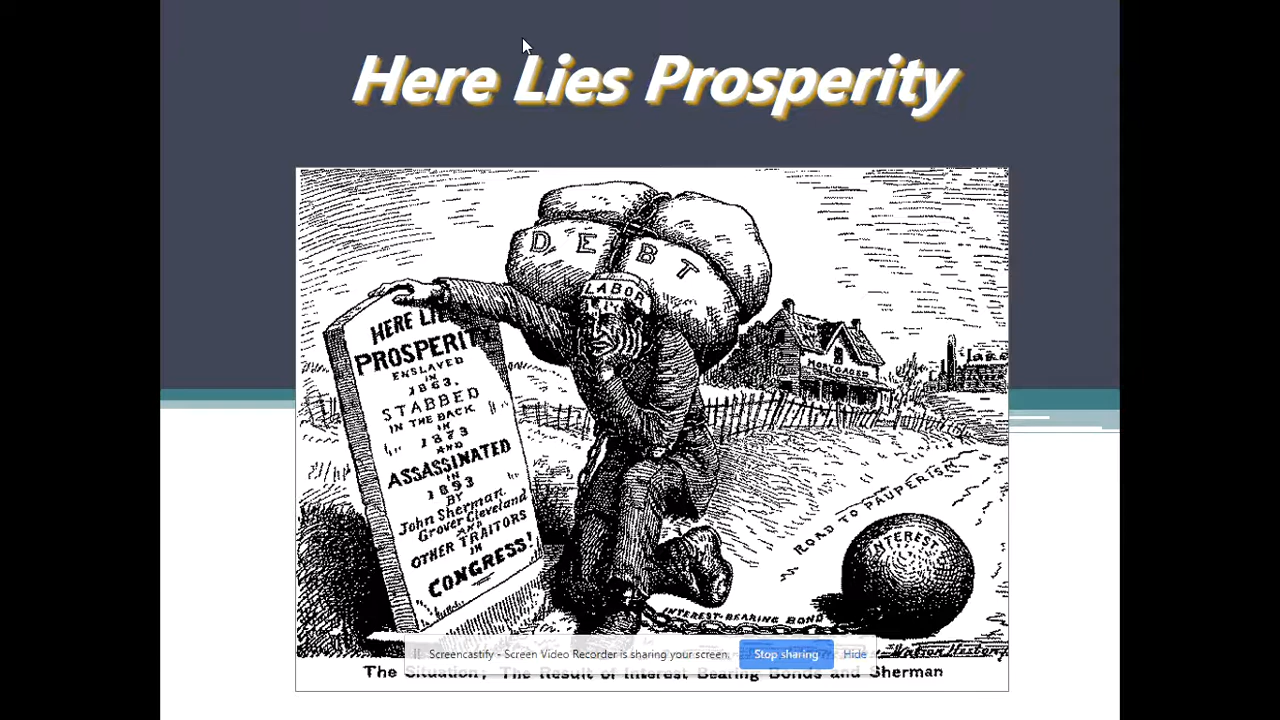 Here Lies Prosperity
DEBT
LABOR
HERE LIE
PROSPERIT
ENSLAVED
IN
1863.
STABBED
IN THE BACK
IN
1873
AND
ASSASSINATED
IN
1893
BY
John Sherman.
Grover Cleveland
AND
OTHER TRAITORS
IN
CONGRESS!
MORTGAGED
ROAD TO PAUPERISM
INTEREST
INTEREST-BEARING BOND
Screencastify - Screen Video Recorder is sharing your screen.
Stop sharing
Hide
The Situation, The Result of Interest Bearing Bonds and Sherman